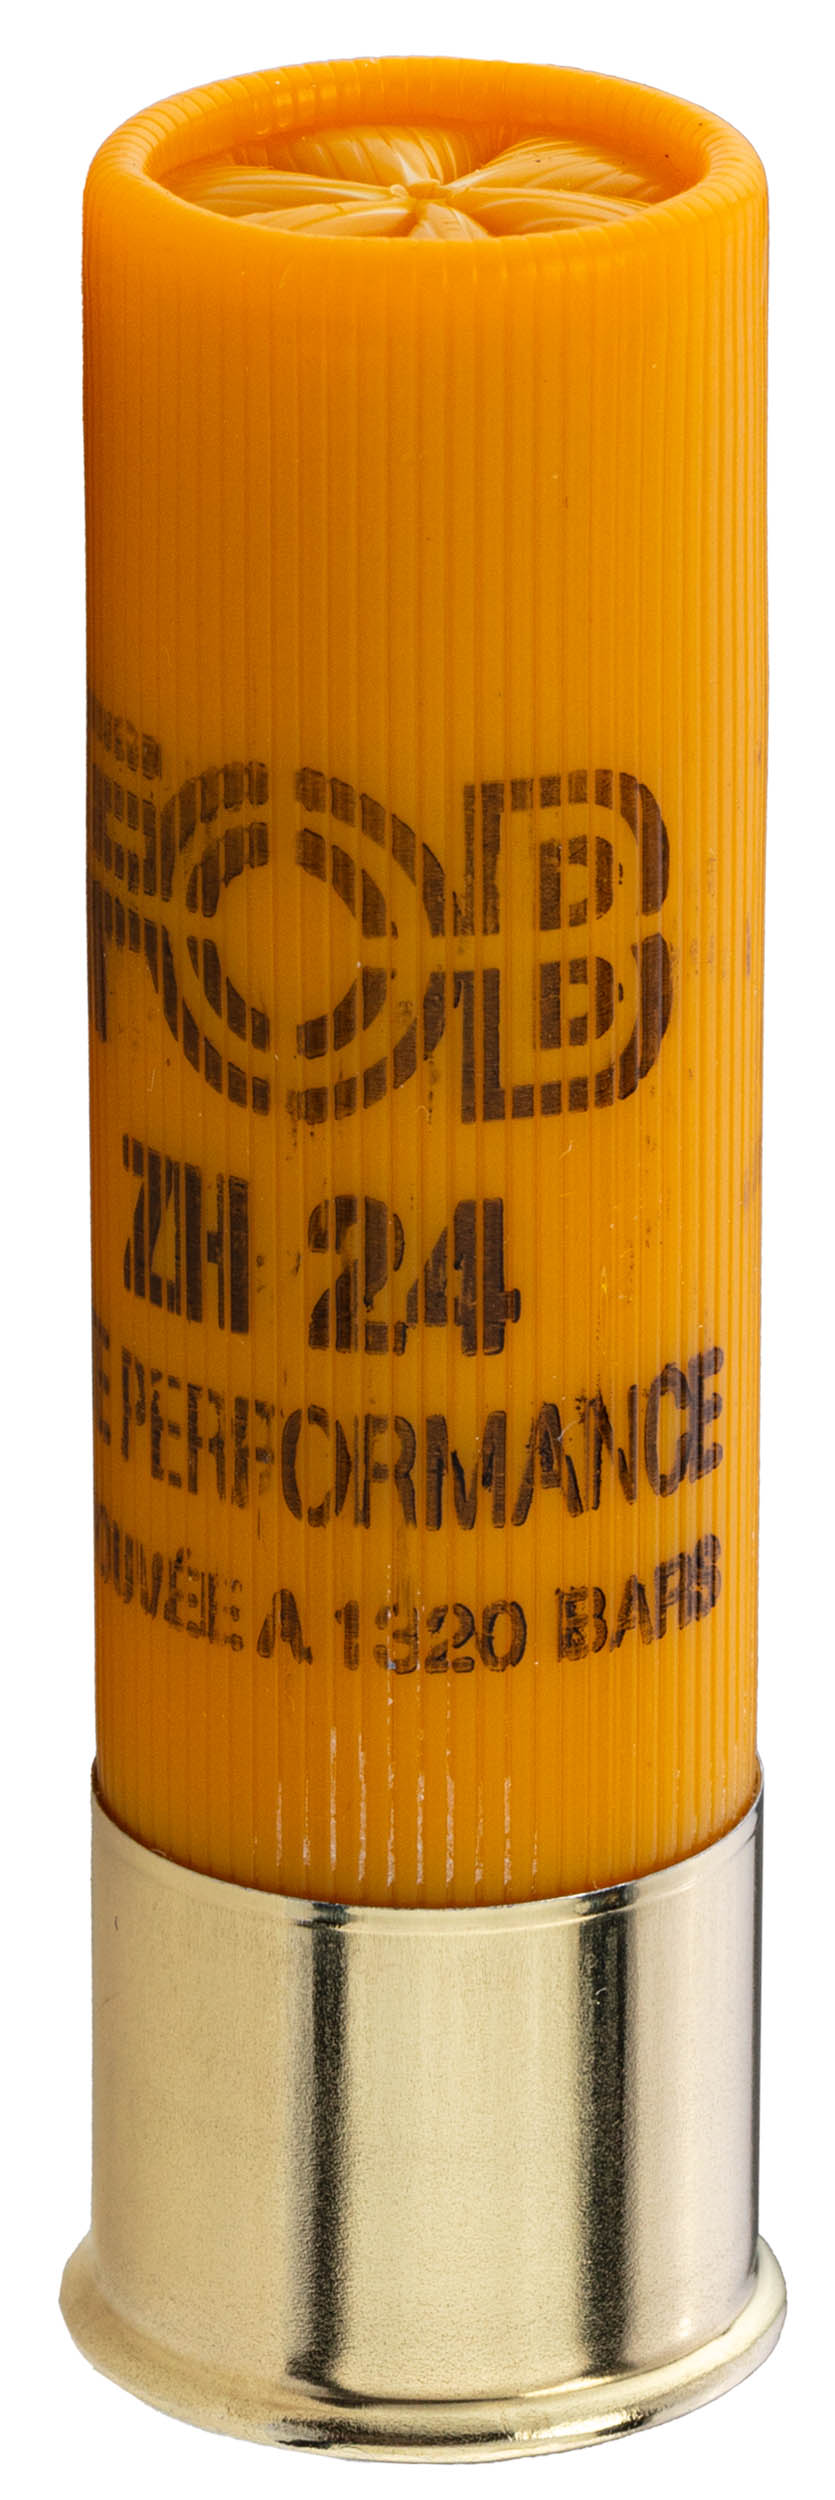 FOB
ZH 24
PERFORMANCE
A 1320 BARS